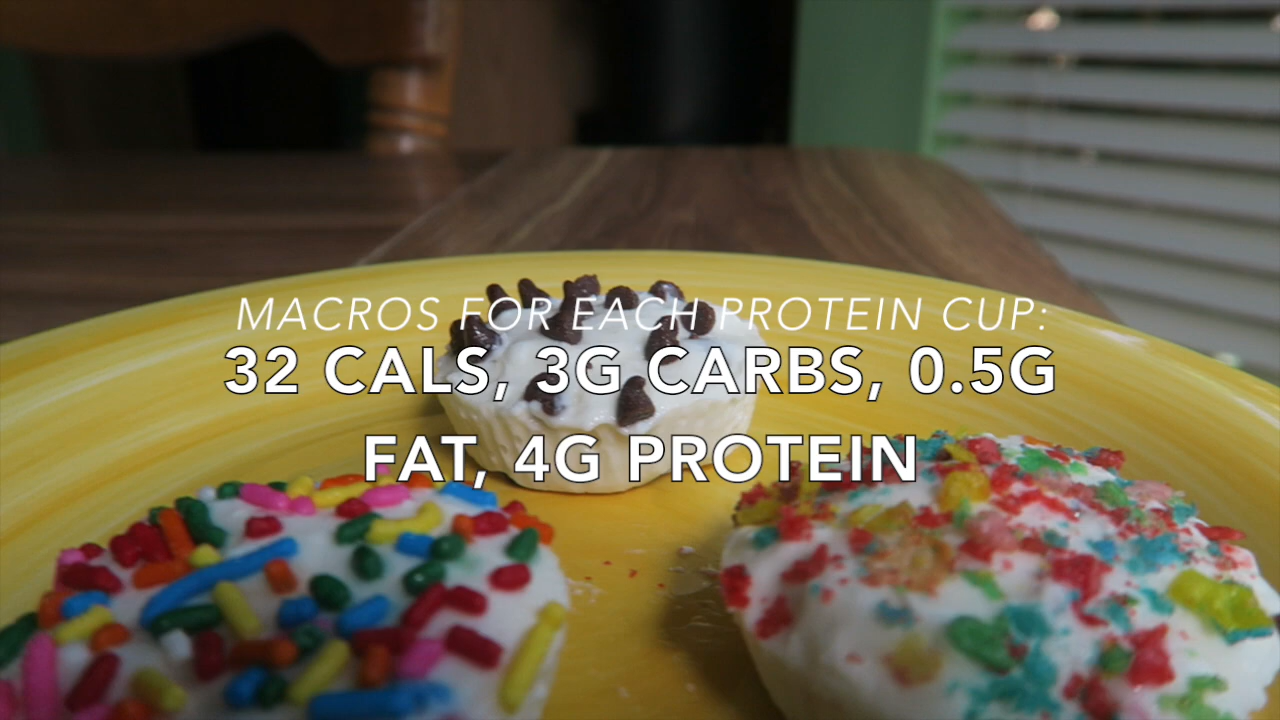 MACROS FOR EACH PROTEIN CUP:
32 CALS, 3G CARBS, 0.5G
FAT, 4G PROTEIN